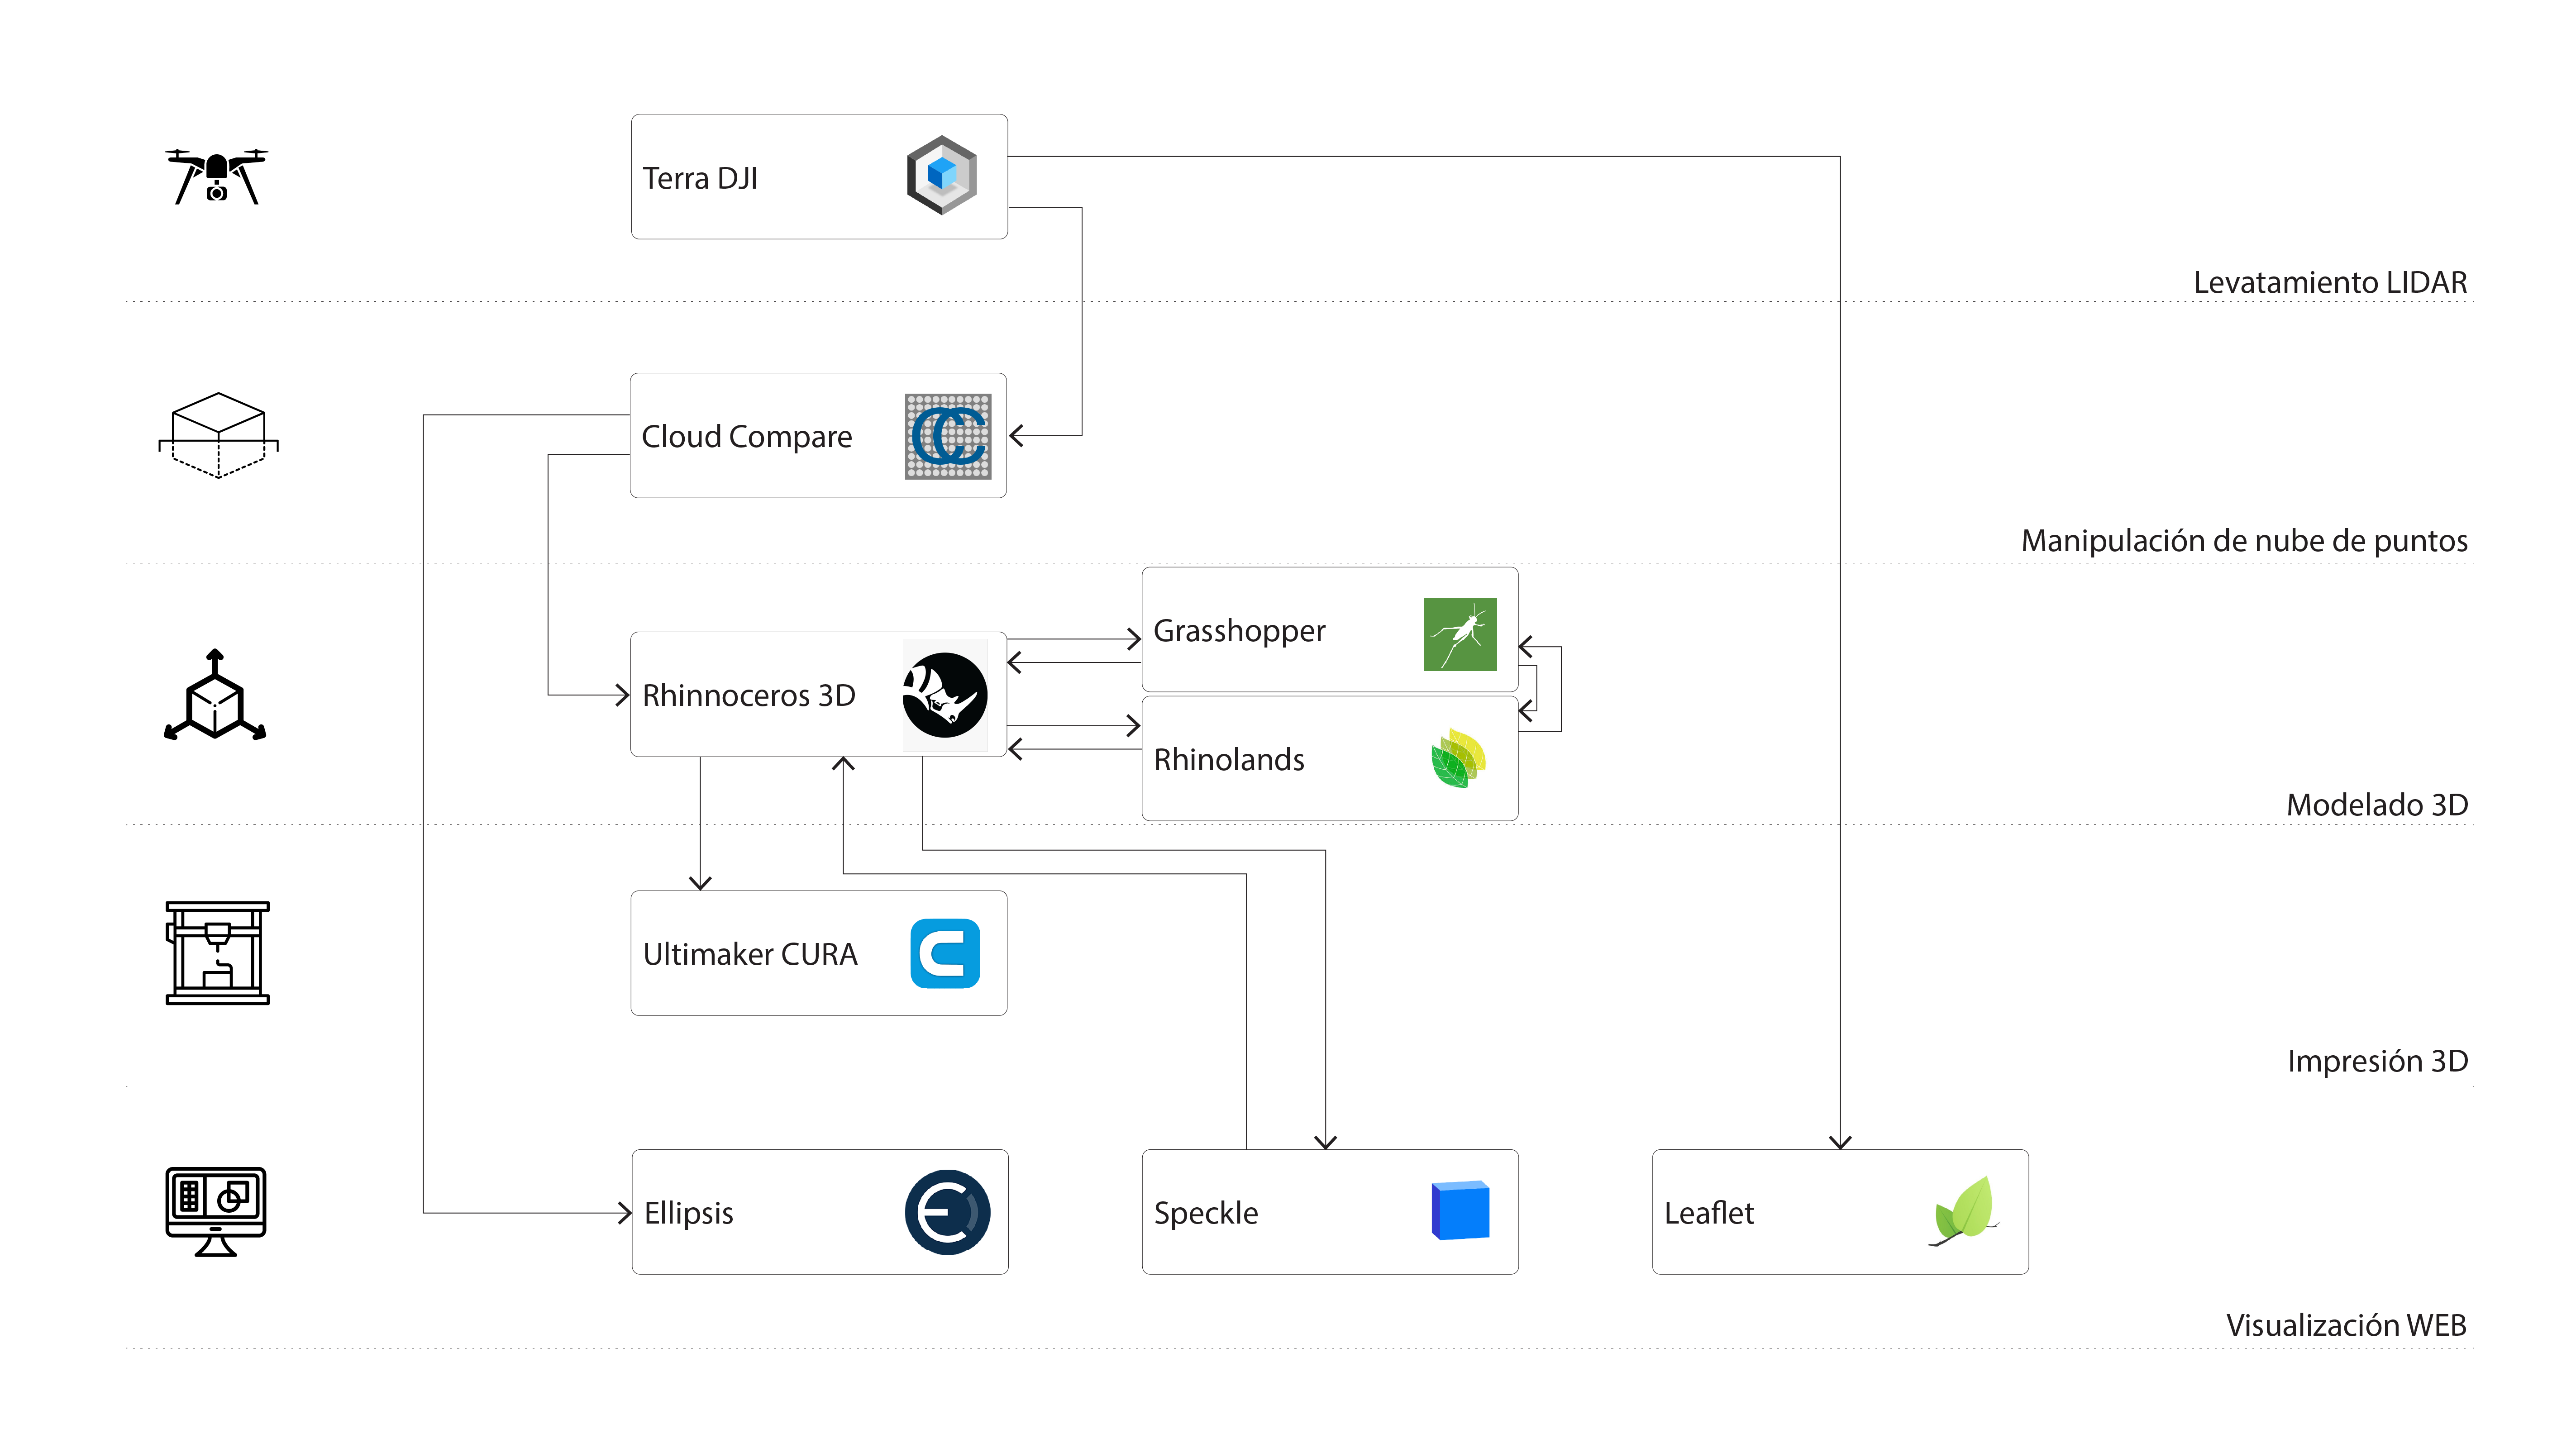 Terra DJI
Levatamiento LIDAR
Cloud Compare
CC
Manipulación de nube de puntos
Grasshopper
Rhinnoceros 3D
Rhinolands
Modelado 3D
Ultimaker CURA
Impresión 3D
Ellipsis
Speckle
Leaflet
Visualización WEB